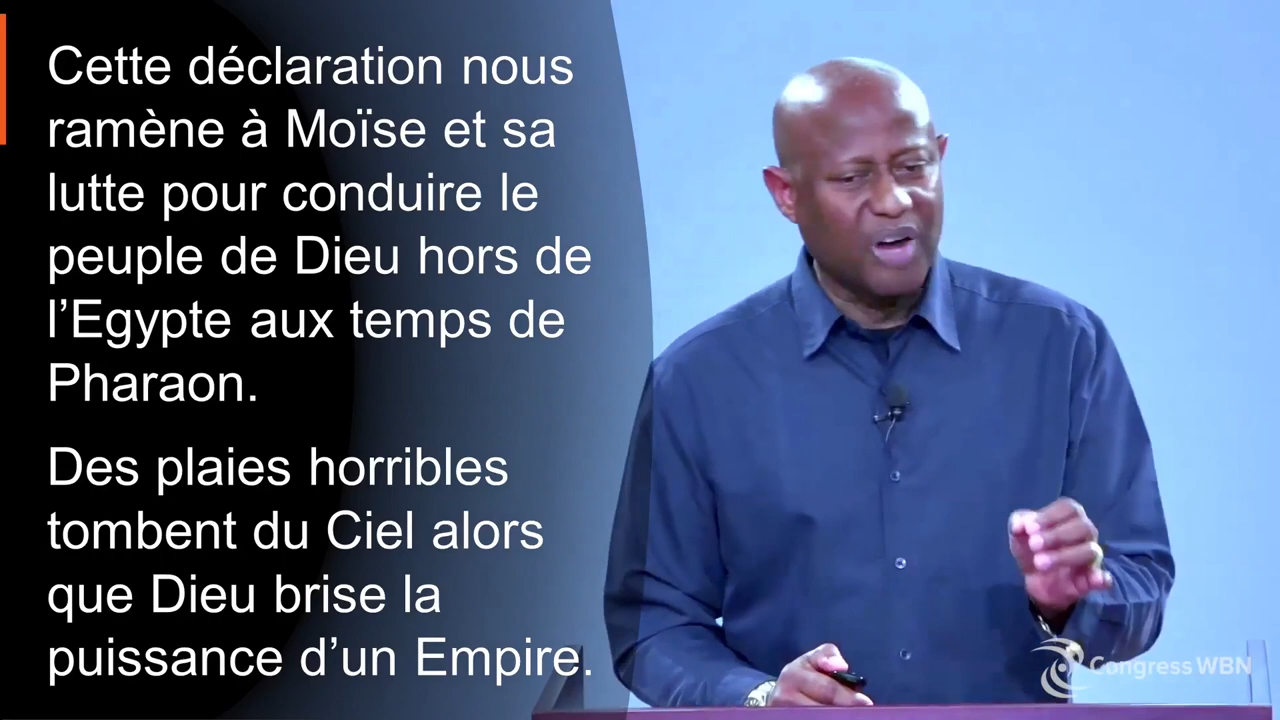 Cette déclaration nous
ramène à Moïse et sa
lutte pour conduire le
peuple de Dieu hors de
l’Egypte aux temps de
Pharaon.
Des plaies horribles
tombent du Ciel alors
que Dieu brise la
puissance d’un Empire.
Congress WBN